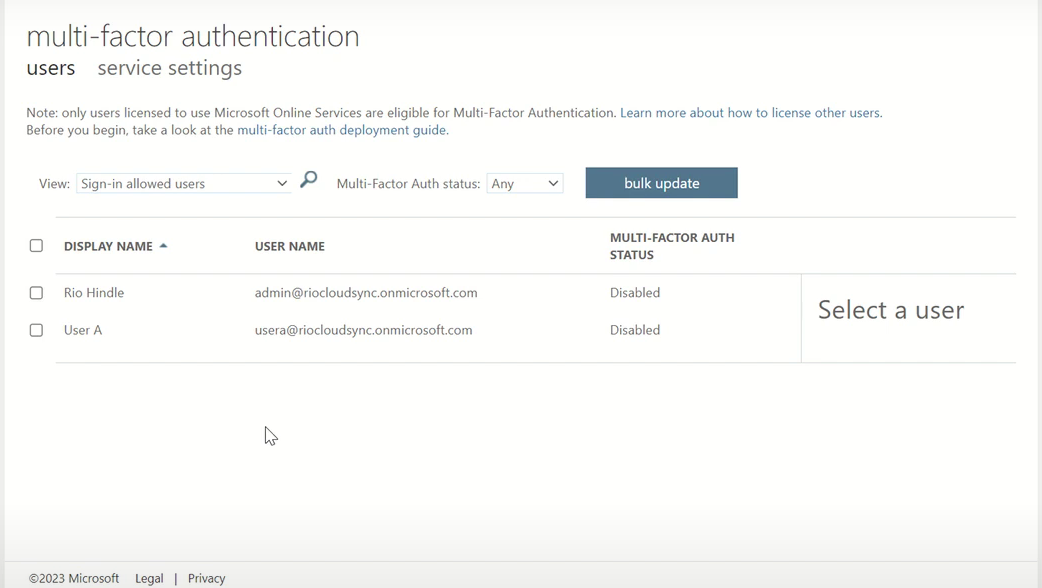 multi-factor authentication
users service settings
Note: only users licensed to use Microsoft Online Services are eligible for Multi-Factor Authentication. Learn more about how to license other users.
Before you begin, take a look at the multi-factor auth deployment guide.
View: Sign-in allowed users Multi-Factor Auth status: Any bulk update
DISPLAY NAME USER NAME MULTI-FACTOR AUTH
STATUS
Rio Hindle admin@riocloudsync.onmicrosoft.com Disabled
Select a user
User A usera@riocloudsync.onmicrosoft.com Disabled
©2023 Microsoft Legal | Privacy